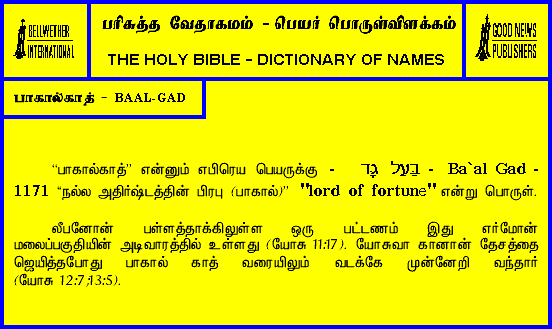 BELLWETHER
INTERNATIONAL
பரிசுத்த வேதாகமம் - பெயர் பொருள்விளக்கம்
THE HOLY BIBLE - DICTIONARY OF NAMES
GOOD NEWS
PUBLISHERS
பாகால்காத் - BAAL-GAD
“பாகால்காத்” என்னும் எபிரெய பெயருக்கு - בַּעַל גָּד - Ba`al Gad -
1171 “நல்ல அதிர்ஷ்டத்தின் பிரபு (பாகால்)” "lord of fortune" என்று பொருள்.
லீபனோன் பள்ளத்தாக்கிலுள்ள ஒரு பட்டணம் இது எர்மோன்
மலைப்பகுதியின் அடிவாரத்தில் உள்ளது (யோசு 11:17). யோசுவா கானான் தேசத்தை
ஜெயித்தபோது பாகால் காத் வரையிலும் வடக்கே முன்னேறி வந்தார்
(யோசு 12:7;13:5).